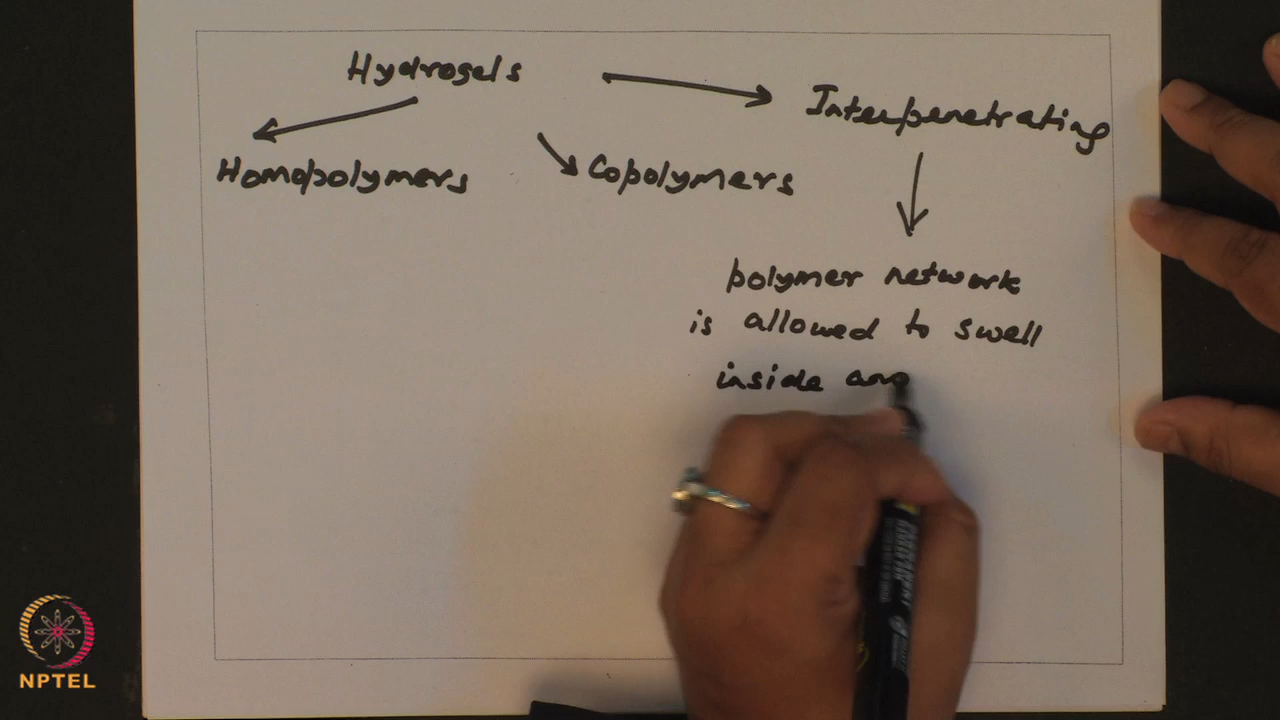 Hydrogels
Interpenetrating
Homopolymers
Copolymers
polymer network
is allowed to swell
inside
NPTEL